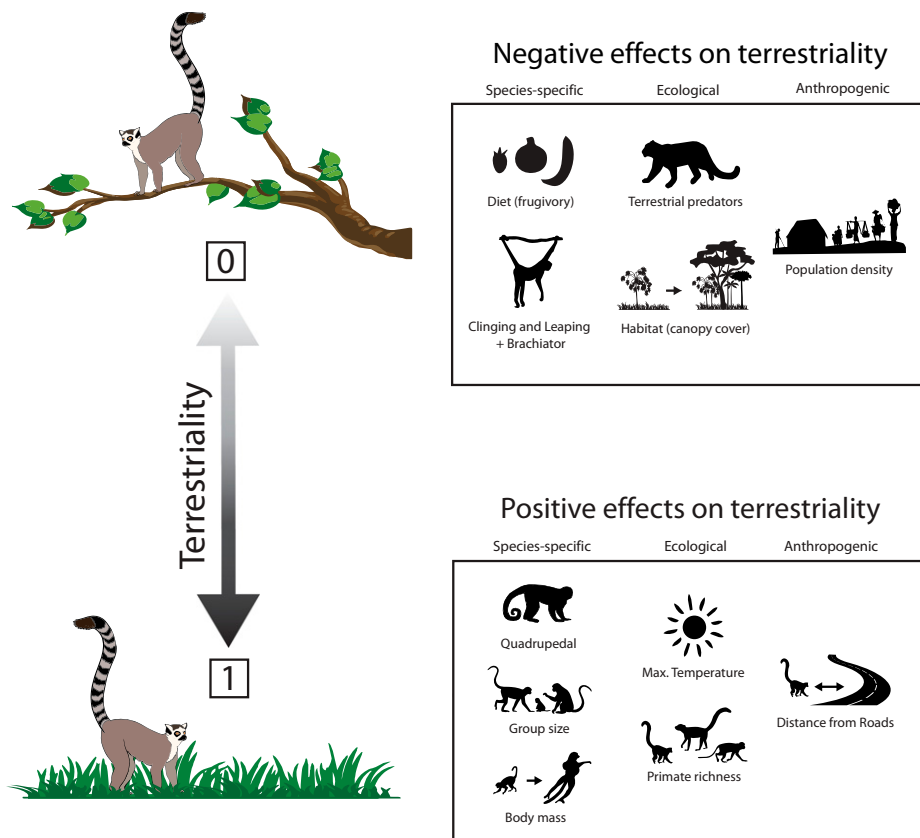 0
Terrestriality
1
Negative effects on terrestriality
Species-specific
Ecological
Anthropogenic
Diet (frugivory)
Terrestrial predators
Population density
Clinging and Leaping
+ Brachiator
Habitat (canopy cover)
Positive effects on terrestriality
Species-specific
Ecological
Anthropogenic
Quadrupedal
Max. Temperature
Distance from Roads
Group size
Primate richness
Body mass